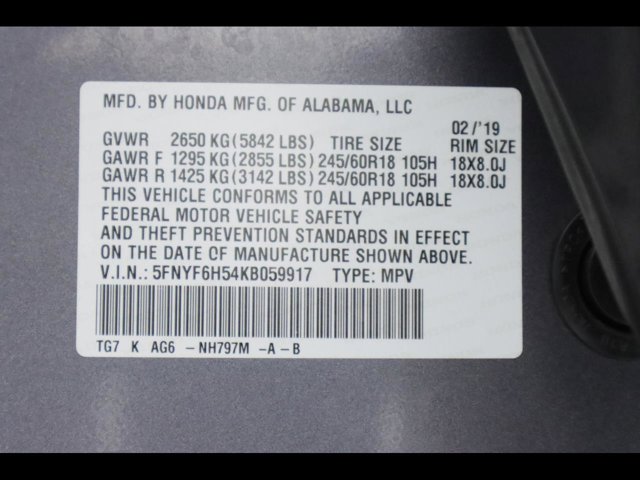 MFD. BY HONDA MFG. OF ALABAMA, LLC
02/'19
GVWR 2650 KG (5842 LBS) TIRE SIZE RIM SIZE
GAWR F 1295 KG (2855 LBS) 245/60R18 105H 18X8.0J
GAWR R 1425 KG (3142 LBS) 245/60R18 105H 18X8.0J
THIS VEHICLE CONFORMS TO ALL APPLICABLE
FEDERAL MOTOR VEHICLE SAFETY
AND THEFT PREVENTION STANDARDS IN EFFECT
ON THE DATE OF MANUFACTURE SHOWN ABOVE.
V.I.N.: 5FNYF6H54KB059917 TYPE: MPV
TG7 K AG6 -NH797M -A-B